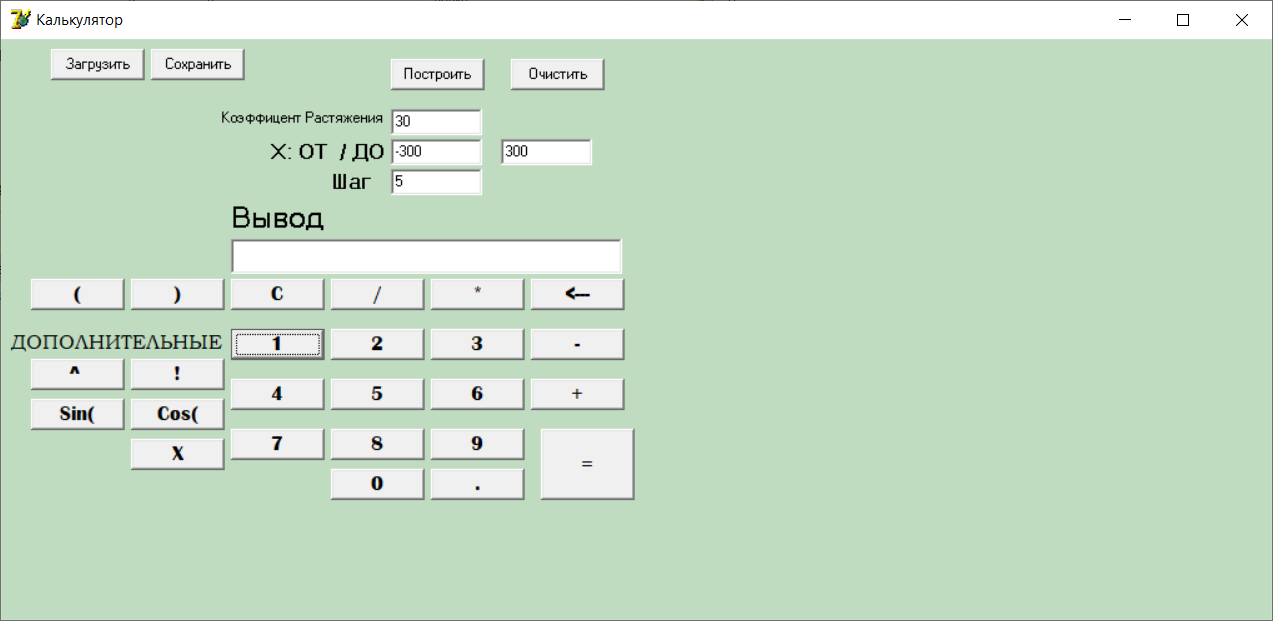 Калькулятор
Загрузить Сохранить
Построить Очистить
Коэффицент Растяжения 30
X: ОТ / ДО -300 300
Шаг 5
Вывод
( ) C / * <---
ДОПОЛНИТЕЛЬНЫЕ 1 2 3 -
^ !
4 5 6 +
Sin( Cos(
7 8 9 =
X
0 .